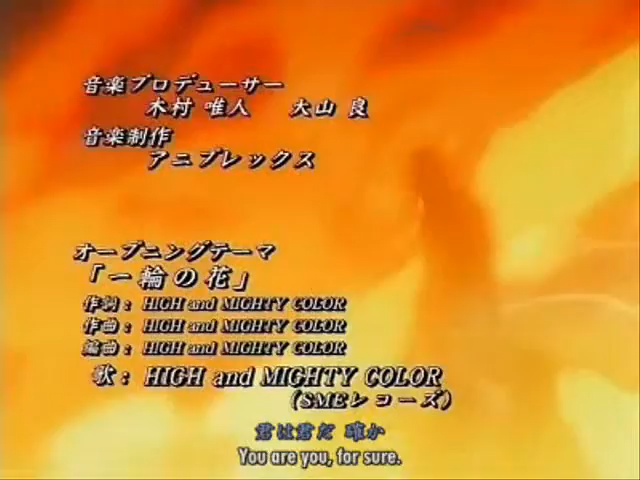 音楽プロデューサー
木村 唯人　大山 良
音楽制作
アニプレックス
オープニングテーマ
「一輪の花」
作詞： HIGH and MIGHTY COLOR
作曲： HIGH and MIGHTY COLOR
編曲： HIGH and MIGHTY COLOR
歌： HIGH and MIGHTY COLOR
（SMEレコーズ）
君は君だ 確か
You are you, for sure.